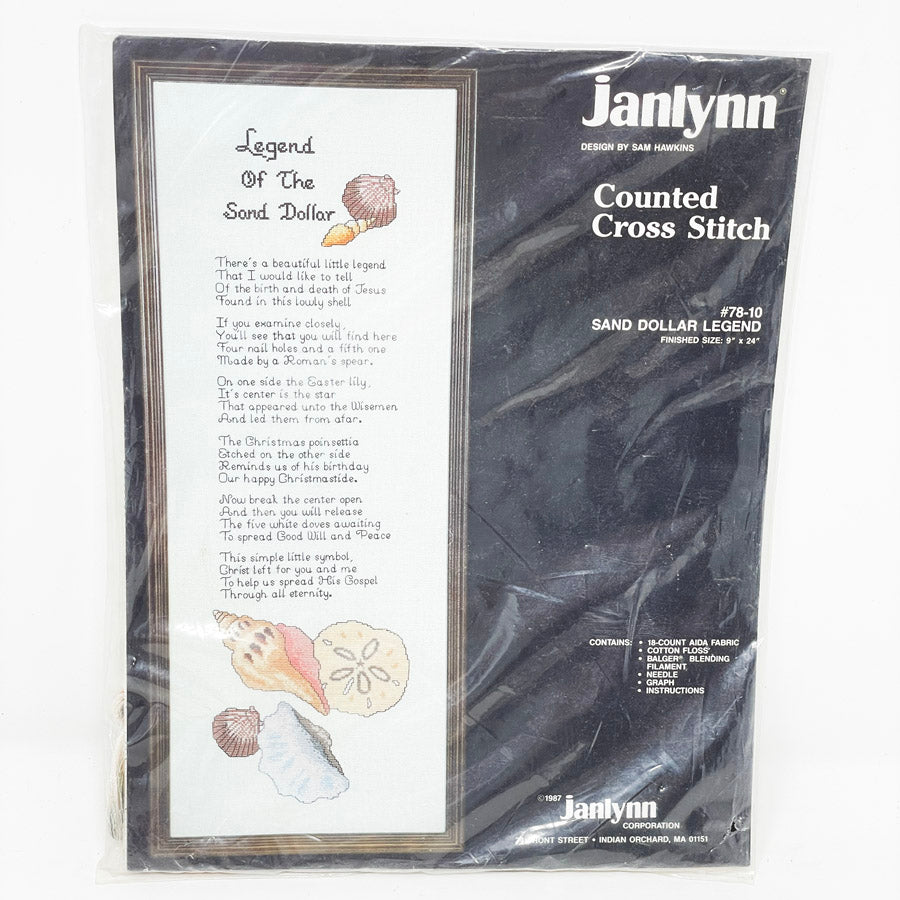 Legend
Of The
Sand Dollar
There's a beautiful little legend
That I would like to tell
Of the birth and death of Jesus
Found in this lowly shell
If you examine closely,
You'll see that you will find here
Four nail holes and a fifth one
Made by a Roman's spear.
On one side the Easter lily,
It's center is the star
That appeared unto the Wisemen
And led them from afar.
The Christmas poinsettia
Etched on the other side
Reminds us of his birthday
Our happy Christmastide.
Now break the center open
And then you will release
The five white doves awaiting
To spread Good Will and Peace
This simple little symbol,
Christ left for you and me
To help us spread His Gospel
Through all eternity.
Janlynn®
DESIGN BY SAM HAWKINS
Counted
Cross Stitch
#78-10
SAND DOLLAR LEGEND
FINISHED SIZE: 9" x 24"
CONTAINS: • 18-COUNT AIDA FABRIC
• COTTON FLOSS
• BALGER® BLENDING
FILAMENT
• NEEDLE
• GRAPH
• INSTRUCTIONS
©1987 Janlynn
CORPORATION
FRONT STREET • INDIAN ORCHARD, MA 01151